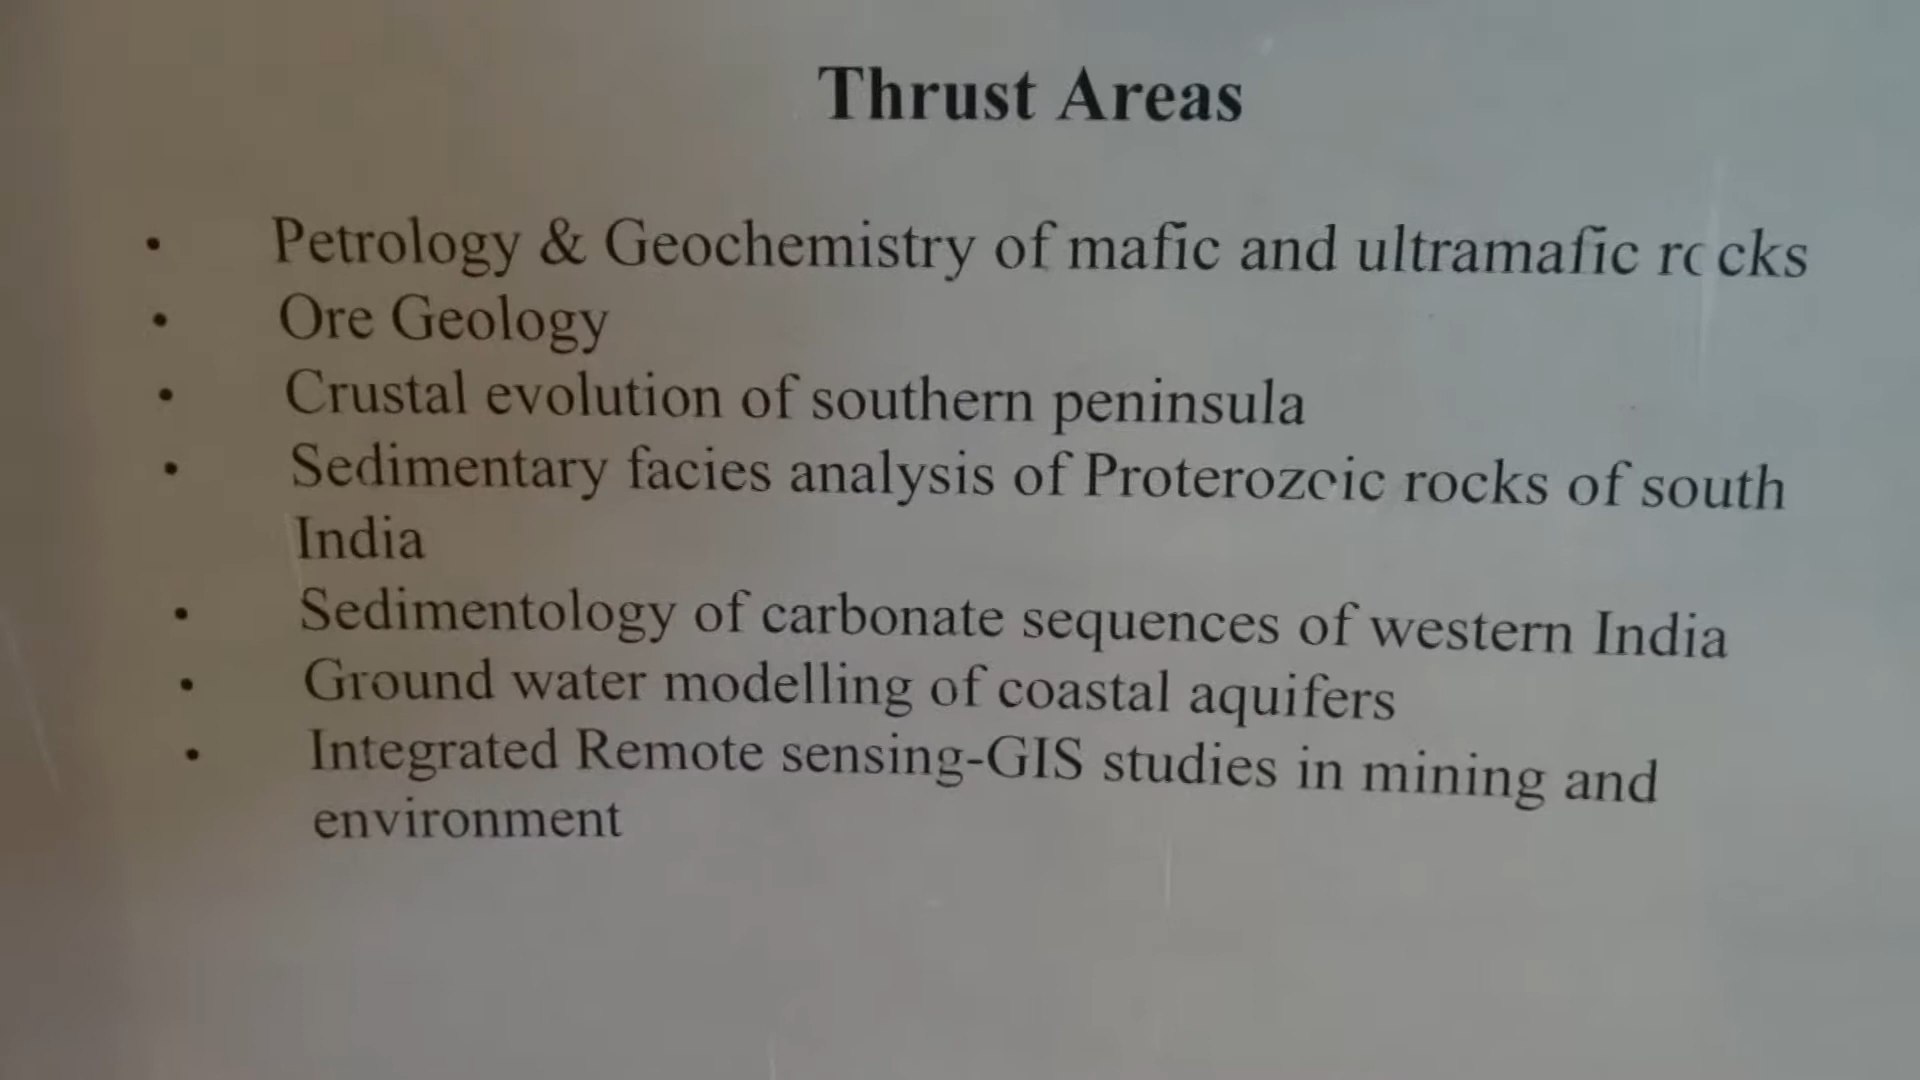 Thrust Areas
• Petrology & Geochemistry of mafic and ultramafic rocks
• Ore Geology
• Crustal evolution of southern peninsula
• Sedimentary facies analysis of Proterozoic rocks of south
India
• Sedimentology of carbonate sequences of western India
• Ground water modelling of coastal aquifers
• Integrated Remote sensing-GIS studies in mining and
environment